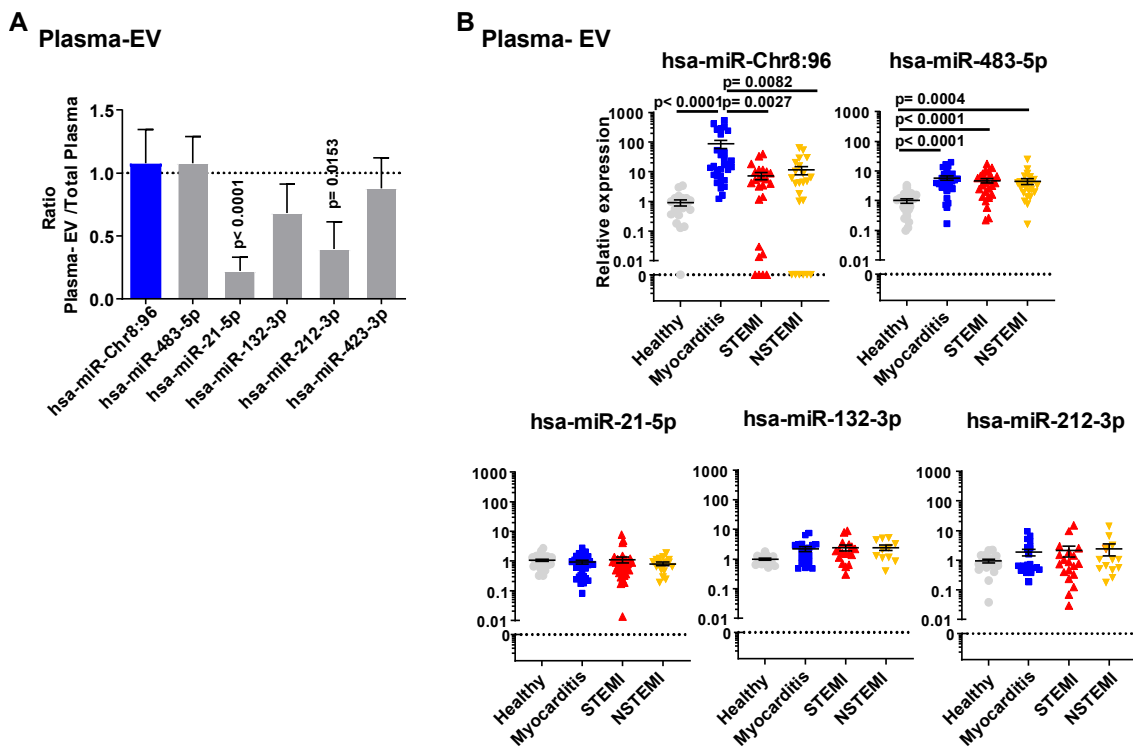 A
Plasma-EV
Ratio
Plasma- EV /Total Plasma
1.5
1.0
0.5
0.0
p< 0.0001
p= 0.0153
hsa-miR-Chr8:96
hsa-miR-483-5p
hsa-miR-21-5p
hsa-miR-132-3p
hsa-miR-212-3p
hsa-miR-423-3p
B
Plasma- EV
hsa-miR-Chr8:96
p= 0.0082
p< 0.0001
p= 0.0027
Relative expression
1000
100
10
1
0.1
0.01
0
Healthy
Myocarditis
STEMI
NSTEMI
hsa-miR-483-5p
p= 0.0004
p< 0.0001
p< 0.0001
1000
100
10
1
0.1
0.01
0
Healthy
Myocarditis
STEMI
NSTEMI
hsa-miR-21-5p
1000
100
10
1
0.1
0.01
0
Healthy
Myocarditis
STEMI
NSTEMI
hsa-miR-132-3p
1000
100
10
1
0.1
0.01
0
Healthy
Myocarditis
STEMI
NSTEMI
hsa-miR-212-3p
1000
100
10
1
0.1
0.01
0
Healthy
Myocarditis
STEMI
NSTEMI